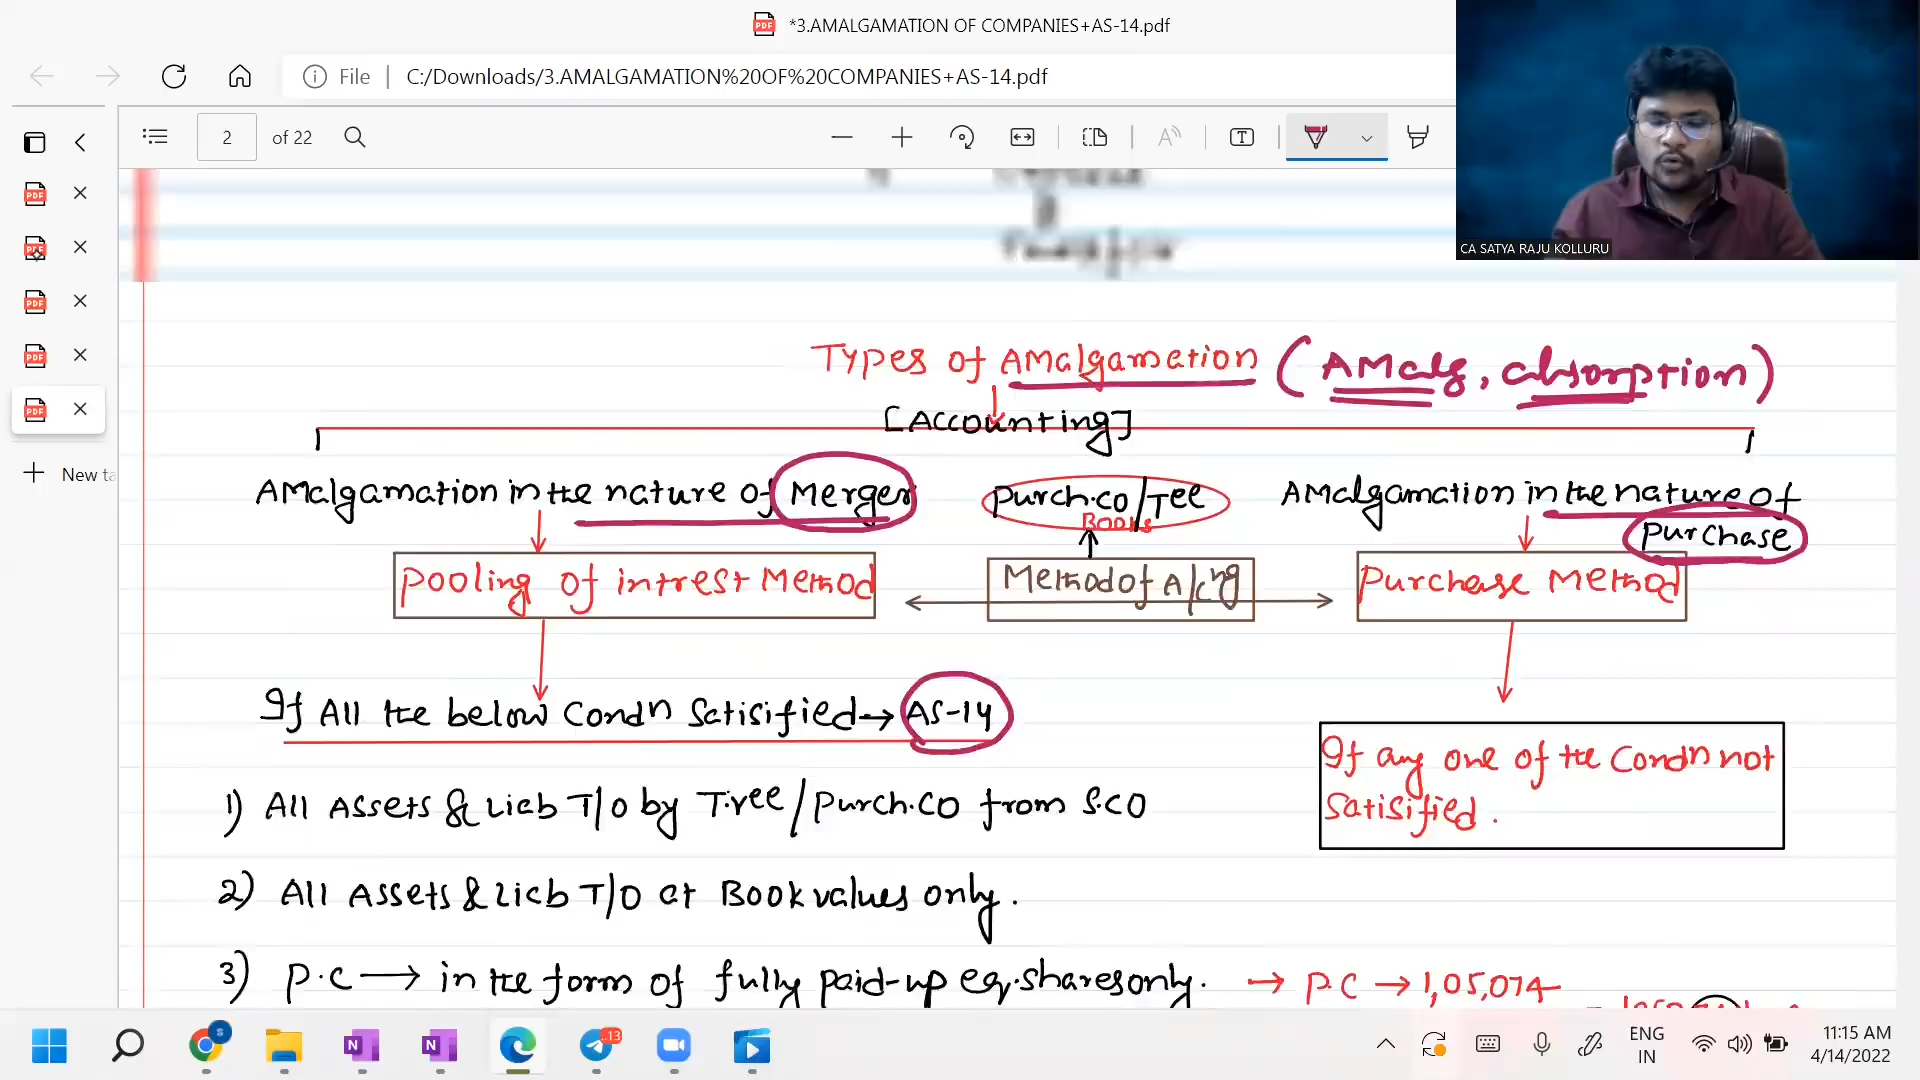 *3.AMALGAMATION OF COMPANIES+AS-14.pdf
File | C:/Downloads/3.AMALGAMATION%20OF%20COMPANIES+AS-14.pdf
2 of 22
New ta
CA SATYA RAJU KOLLURU
Types of Amalgamation (Amalg, absorption)
[Accounting]
Amalgamation in the nature of Merger
Purch.co/Tee
Books
Amalgamation in the nature of
purchase
Pooling of intrest Method
Method of A/cng
Purchase Method
If All the below Condn Satisified → AS-14
If any one of the Condn not
Satisified.
1) All Assets & Liab T/o by T.ree/purch.co from S.co
2) All Assets & Liab T/o at Book values only.
3) P.C → in the form of fully paid-up eq.shares only. → P.C → 1,05,074
13
ENG
IN
11:15 AM
4/14/2022